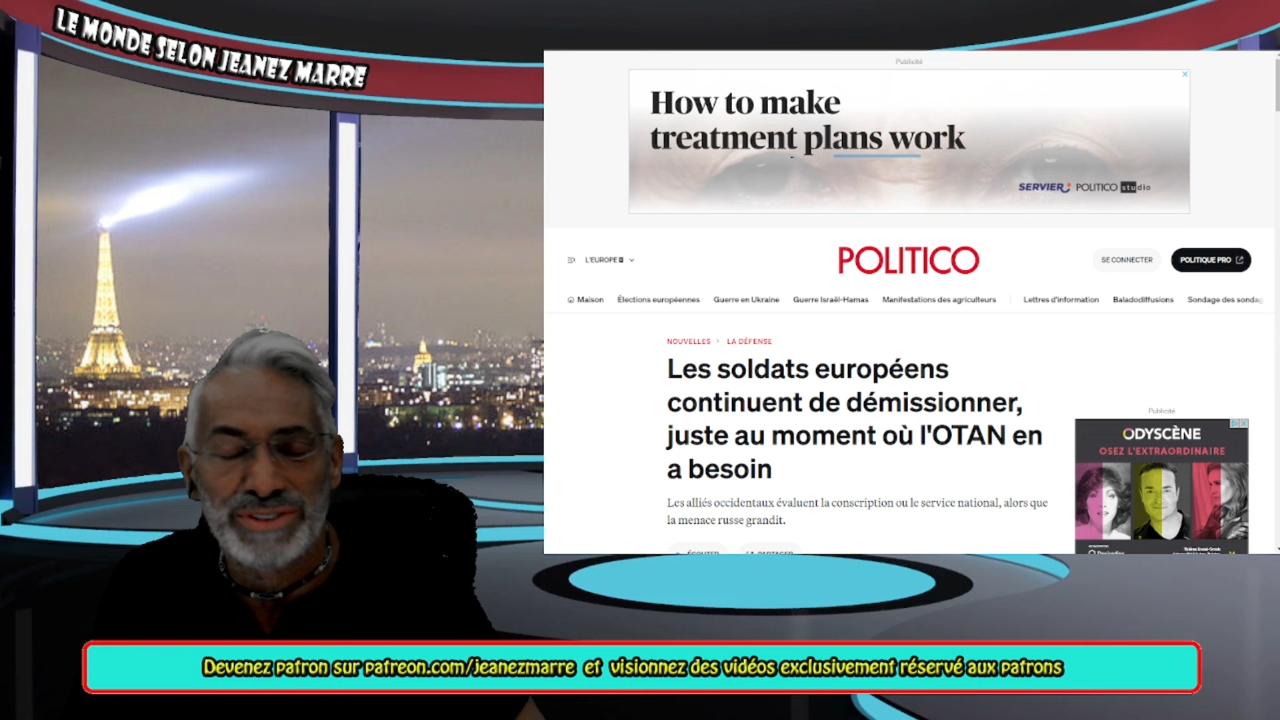 LE MONDE SELON JEANEZ MARRE
Publicité
How to make
treatment plans work
SERVIER POLITICO studio
L'EUROPE
POLITICO
SE CONNECTER
POLITIQUE PRO
Maison Élections européennes Guerre en Ukraine Guerre Israël-Hamas Manifestations des agriculteurs Lettres d'information Baladodiffusions Sondage des sondag
NOUVELLES > LA DÉFENSE
Les soldats européens
continuent de démissionner,
juste au moment où l'OTAN en
a besoin
Les alliés occidentaux évaluent la conscription ou le service national, alors que
la menace russe grandit.
Publicité
ODYSCÈNE
OSEZ L'EXTRAORDINAIRE
Devenez patron sur patreon.com/jeanezmarre et visionnez des vidéos exclusivement réservé aux patrons